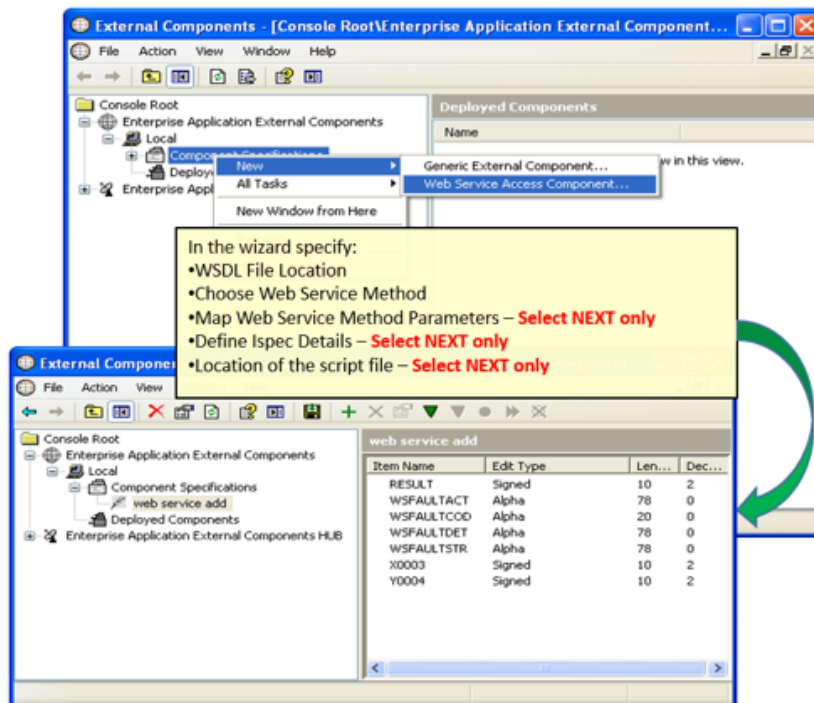 External Components - [Console Root\Enterprise Application External Component...
File Action View Window Help
Console Root
Enterprise Application External Components
Local
Component Specifications
Deploy
Enterprise Appl
Deployed Components
Name
w in this view.
New
All Tasks
New Window from Here
Generic External Component...
Web Service Access Component...
In the wizard specify:
•WSDL File Location
•Choose Web Service Method
•Map Web Service Method Parameters – Select NEXT only
•Define Ispec Details – Select NEXT only
•Location of the script file – Select NEXT only
External Compone
File Action View
Console Root
Enterprise Application External Components
Local
Component Specifications
web service add
Deployed Components
Enterprise Application External Components HUB
web service add
Item Name Edit Type Len... Dec...
RESULT Signed 10 2
WSFAULTACT Alpha 78 0
WSFAULTCOD Alpha 20 0
WSFAULTDET Alpha 78 0
WSFAULTSTR Alpha 78 0
X0003 Signed 10 2
Y0004 Signed 10 2